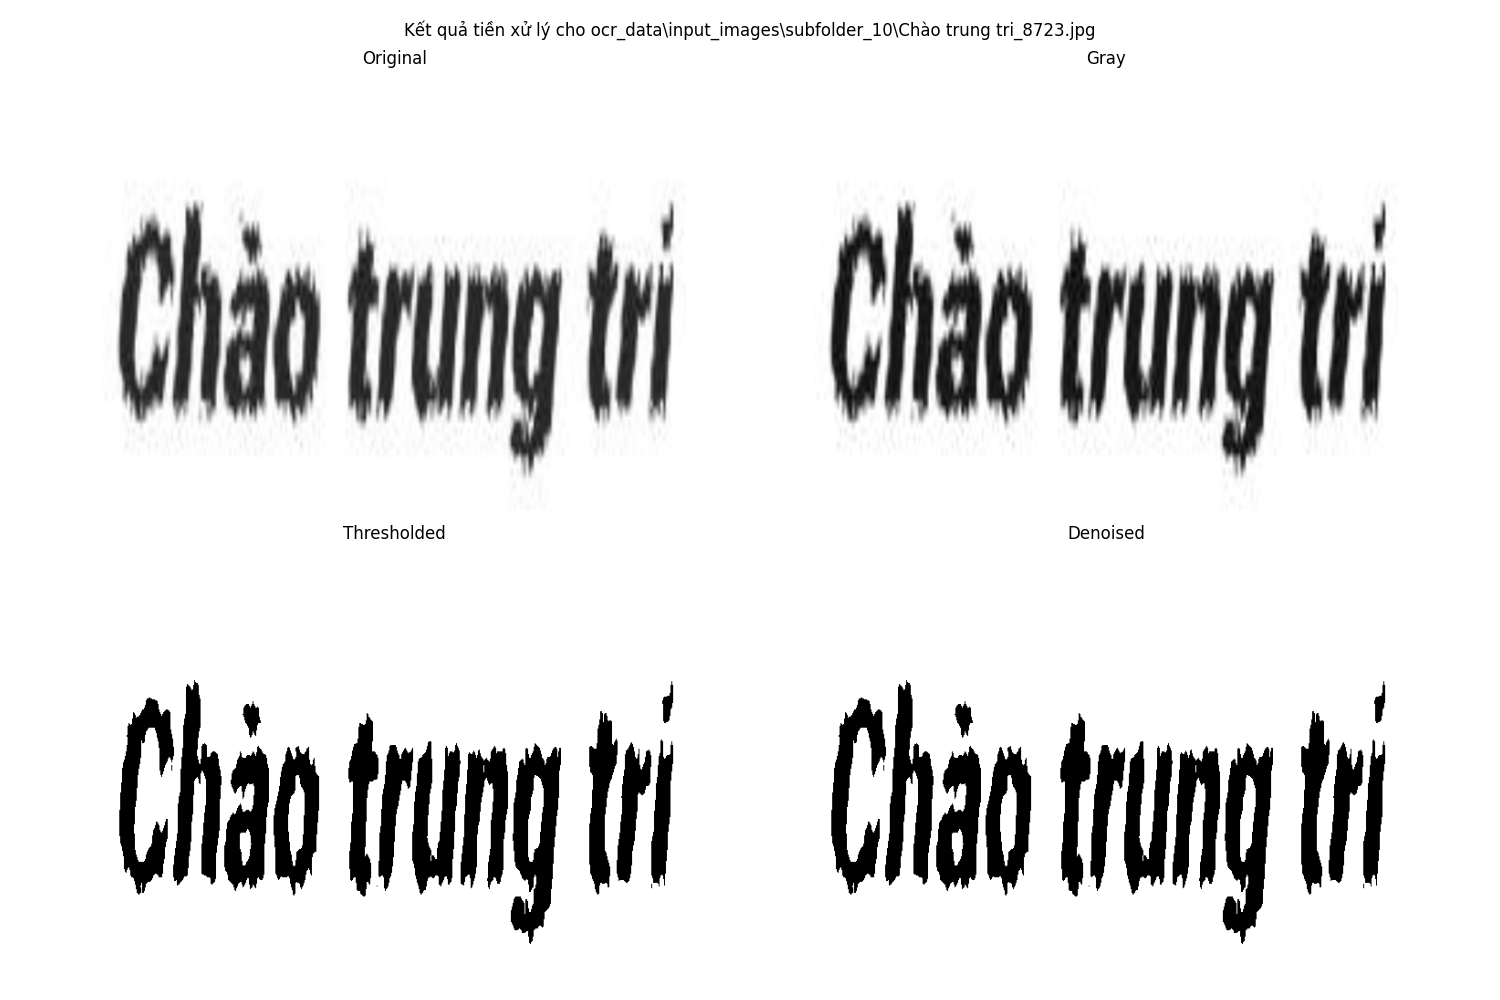 Kết quả tiền xử lý cho ocr_data\input_images\subfolder_10\Chào trung tri_8723.jpg
Original
Gray
Chào trung tri
Chào trung tri
Thresholded
Denoised
Chào trung tri
Chào trung tri